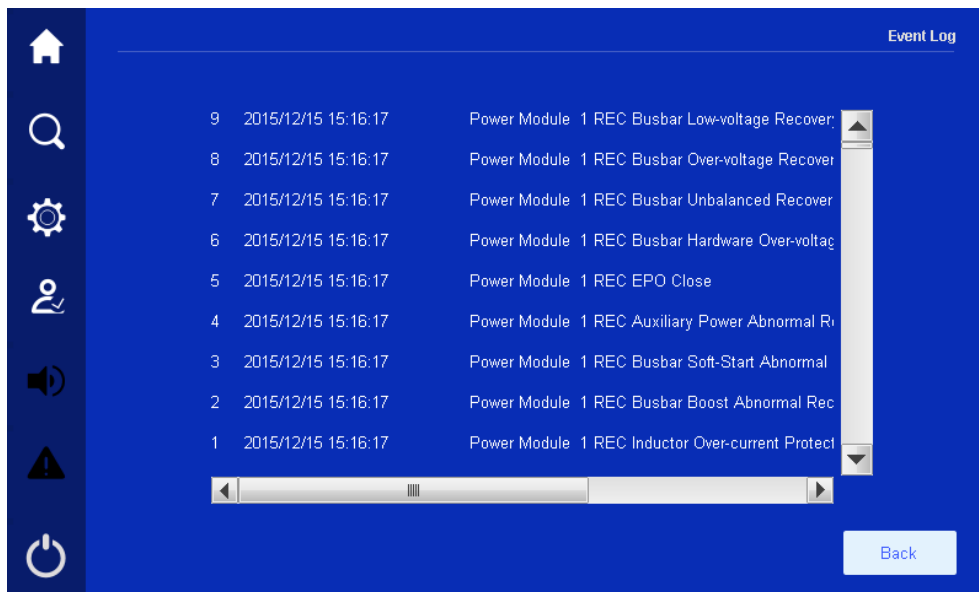 Event Log
9 2015/12/15 15:16:17 Power Module 1 REC Busbar Low-voltage
8 2015/12/15 15:16:17 Power Module 1 REC Busbar Over-voltage Recover
7 2015/12/15 15:16:17 Power Module 1 REC Busbar Unbalanced Recover
6 2015/12/15 15:16:17 Power Module 1 REC Busbar Hardware Over-voltag
5 2015/12/15 15:16:17 Power Module 1 REC EPO Close
4 2015/12/15 15:16:17 Power Module 1 REC Auxiliary Power Abnormal
3 2015/12/15 15:16:17 Power Module 1 REC Busbar Soft-Start Abnormal
2 2015/12/15 15:16:17 Power Module 1 REC Busbar Boost Abnormal Rec
1 2015/12/15 15:16:17 Power Module 1 REC Inductor Over-current Protect
Back